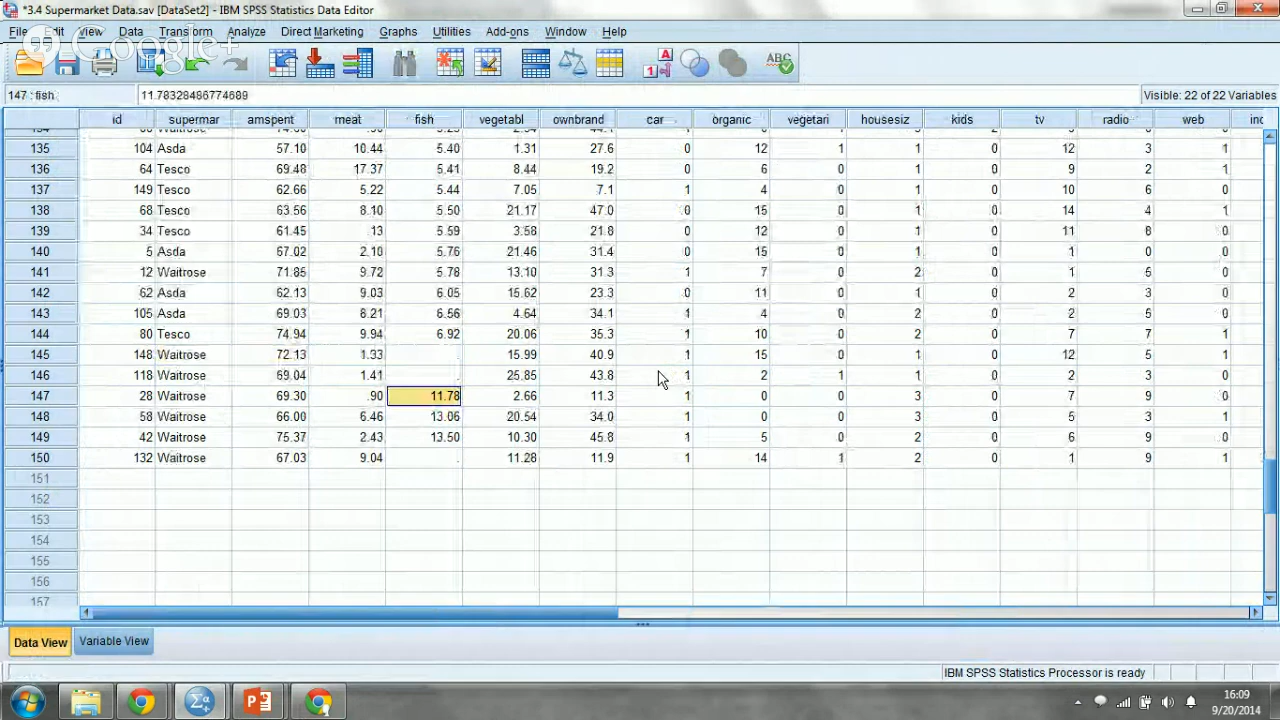 *3.4 Supermarket Data.sav [DataSet2] - IBM SPSS Statistics Data Editor
View Data Transform Analyze Direct Marketing Graphs Utilities Add-ons Window Help
Google+
147 : fish 11.78328486774689 Visible: 22 of 22 Variables
id supermar amspent meat fish vegetabl ownbrand car organic vegetari housesiz kids tv radio web
135 104 Asda 57.10 10.44 5.40 1.31 27.6 0 12 1 1 0 12 3 1
136 64 Tesco 69.48 17.37 5.41 8.44 19.2 0 6 0 1 0 9 2 1
137 149 Tesco 62.66 5.22 5.44 7.05 7.1 1 4 0 1 0 10 6 0
138 68 Tesco 63.56 8.10 5.50 21.17 47.0 0 15 0 1 0 14 4 1
139 34 Tesco 61.45 .13 5.59 3.58 21.8 0 12 0 1 0 11 8 0
140 5 Asda 67.02 2.10 5.76 21.46 31.4 0 15 0 1 0 1 0 0
141 12 Waitrose 71.85 9.72 5.78 13.10 31.3 1 7 0 2 0 1 5 0
142 62 Asda 62.13 9.03 6.05 15.62 23.3 0 11 0 1 0 2 3 0
143 105 Asda 69.03 8.21 6.56 4.64 34.1 1 4 0 2 0 2 5 0
144 80 Tesco 74.94 9.94 6.92 20.06 35.3 1 10 0 2 0 7 7 1
145 148 Waitrose 72.13 1.33 . 15.99 40.9 1 15 0 1 0 12 5 1
146 118 Waitrose 69.04 1.41 . 25.85 43.8 1 2 1 1 0 2 3 0
147 28 Waitrose 69.30 .90 11.78 2.66 11.3 1 0 0 3 0 7 9 0
148 58 Waitrose 66.00 6.46 13.06 20.54 34.0 1 0 0 3 0 5 3 1
149 42 Waitrose 75.37 2.43 13.50 10.30 45.8 1 5 0 2 0 6 9 0
150 132 Waitrose 67.03 9.04 . 11.28 11.9 1 14 1 2 0 1 9 1
151
152
153
154
155
156
157
Data View Variable View
IBM SPSS Statistics Processor is ready
16:09
9/20/2014